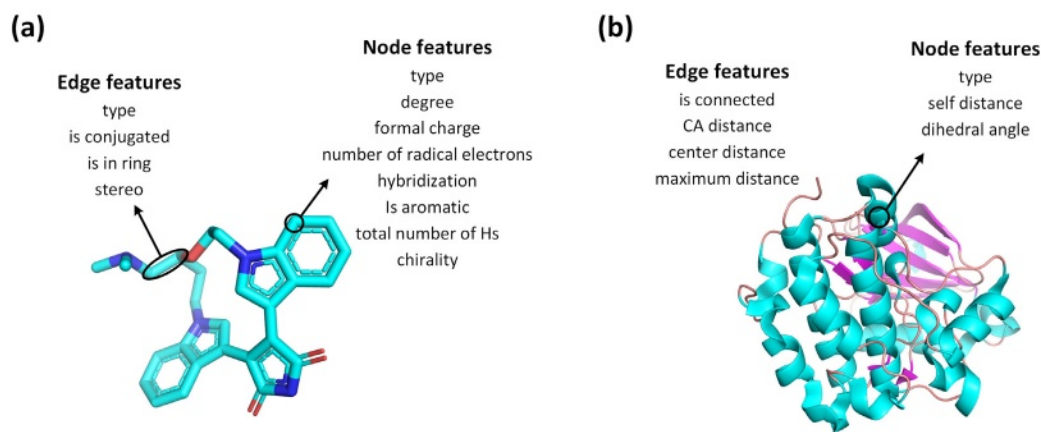 (a)
Edge features
type
is conjugated
is in ring
stereo
Node features
type
degree
formal charge
number of radical electrons
hybridization
Is aromatic
total number of Hs
chirality
(b)
Edge features
is connected
CA distance
center distance
maximum distance
Node features
type
self distance
dihedral angle